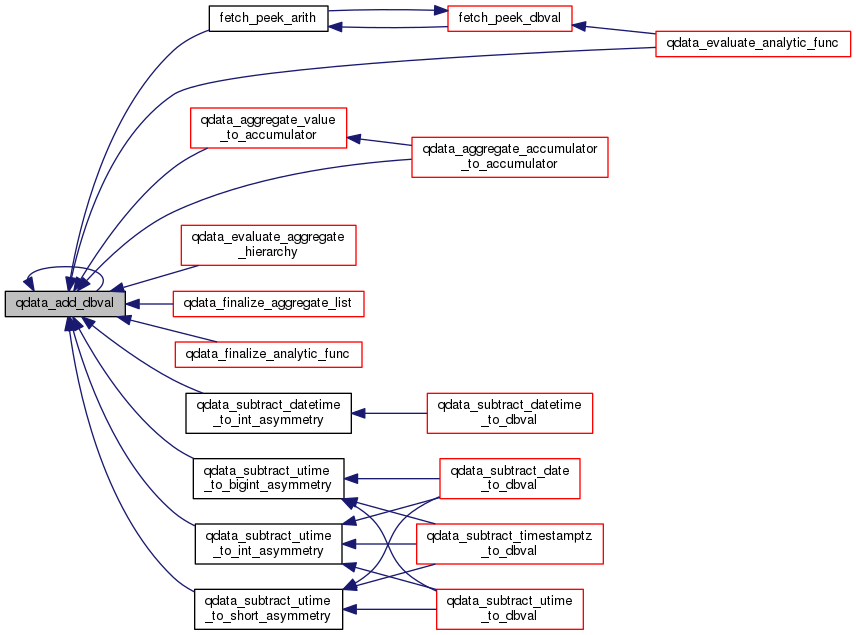 fetch_peek_arith
fetch_peek_dbval
qdata_evaluate_analytic_func
qdata_aggregate_value
_to_accumulator
qdata_aggregate_accumulator
_to_accumulator
qdata_evaluate_aggregate
_hierarchy
qdata_add_dbval
qdata_finalize_aggregate_list
qdata_finalize_analytic_func
qdata_subtract_datetime
_to_int_asymmetry
qdata_subtract_datetime
_to_dbval
qdata_subtract_utime
_to_bigint_asymmetry
qdata_subtract_date
_to_dbval
qdata_subtract_utime
_to_int_asymmetry
qdata_subtract_timestamptz
_to_dbval
qdata_subtract_utime
_to_short_asymmetry
qdata_subtract_utime
_to_dbval